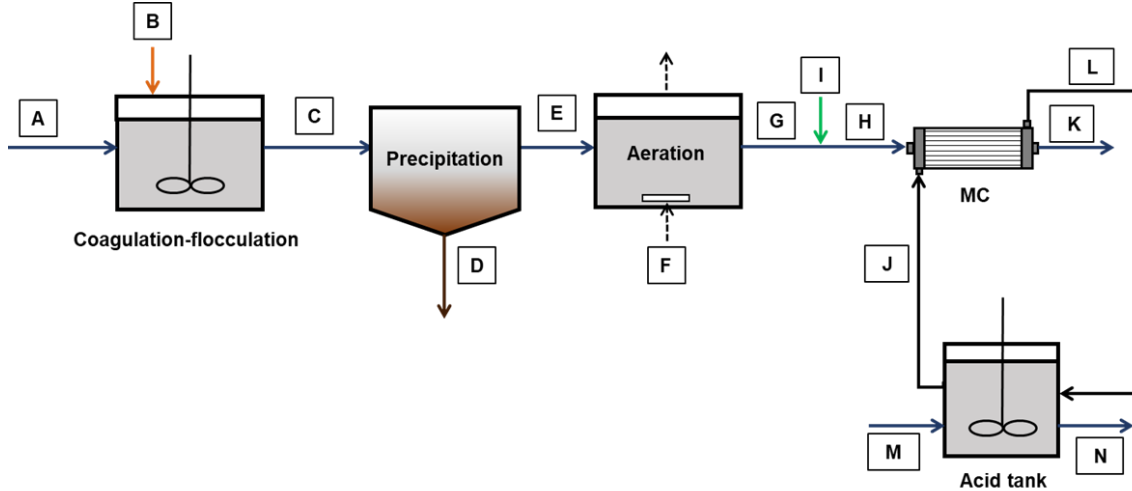 B
A
C
E
I
L
G
H
K
Precipitation
Aeration
MC
Coagulation-flocculation
D
F
J
M
N
Acid tank